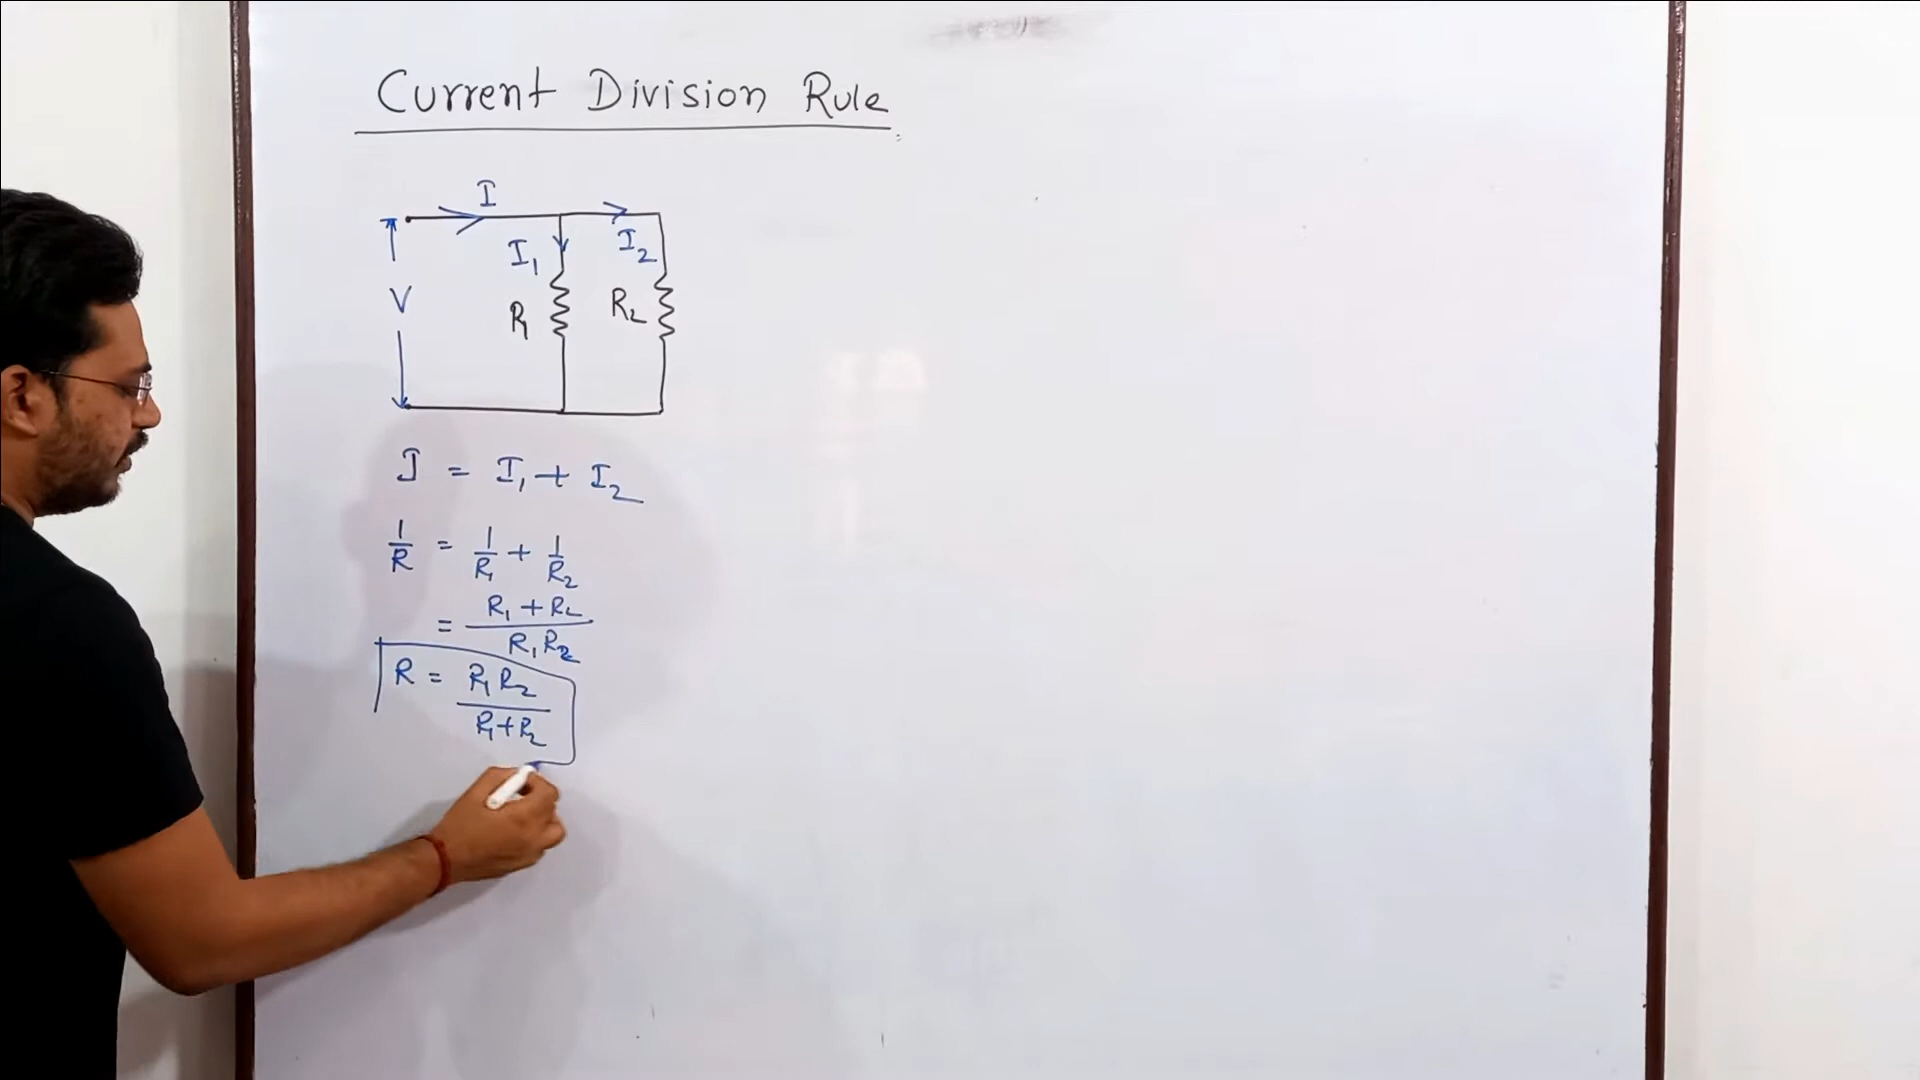 Current Division Rule
I
I₁
I₂
V
R₁
R₂
I = I₁ + I₂
1/R = 1/R₁ + 1/R₂
= (R₁ + R₂)/(R₁R₂)
R = (R₁R₂)/(R₁+R₂)